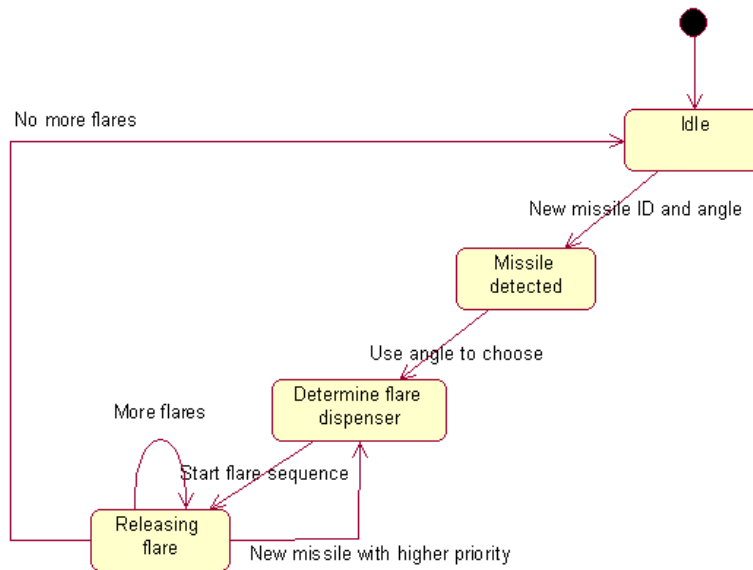 No more flares
Idle
New missile ID and angle
Missile
detected
Use angle to choose
Determine flare
dispenser
More flares
Start flare sequence
Releasing
flare
New missile with higher priority